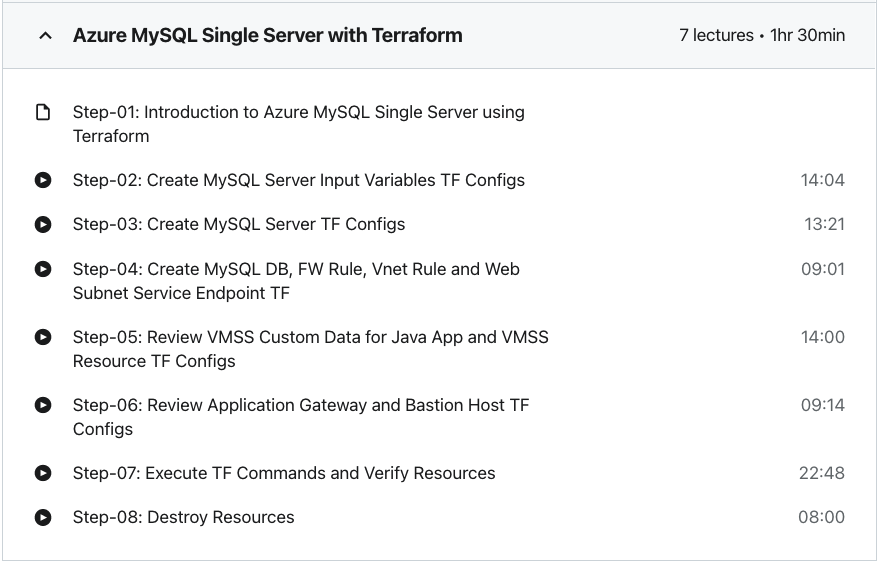 Azure MySQL Single Server with Terraform 7 lectures • 1hr 30min
Step-01: Introduction to Azure MySQL Single Server using
Terraform
Step-02: Create MySQL Server Input Variables TF Configs 14:04
Step-03: Create MySQL Server TF Configs 13:21
Step-04: Create MySQL DB, FW Rule, Vnet Rule and Web 09:01
Subnet Service Endpoint TF
Step-05: Review VMSS Custom Data for Java App and VMSS 14:00
Resource TF Configs
Step-06: Review Application Gateway and Bastion Host TF 09:14
Configs
Step-07: Execute TF Commands and Verify Resources 22:48
Step-08: Destroy Resources 08:00